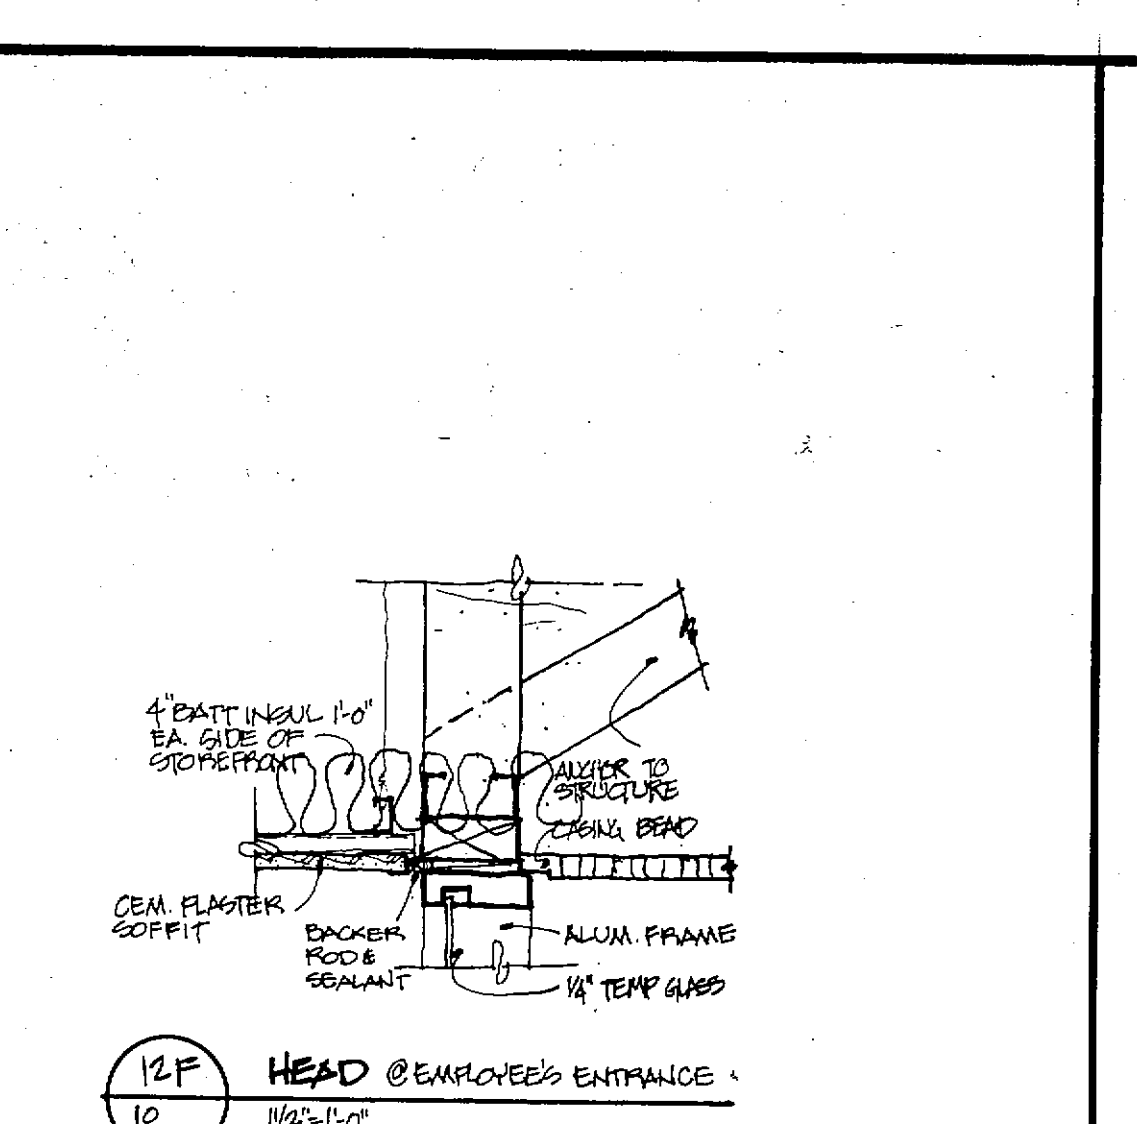 4" BATT INSUL 1'-0"
EA. SIDE OF
STOREFRONT
ANCHOR TO
STRUCTURE
CASING BEAD
CEM. PLASTER
SOFFIT
BACKER
ROD &
SEALANT
ALUM. FRAME
1/4" TEMP GLASS
12F
10
HEAD @ EMPLOYEE'S ENTRANCE
1 1/2"=1'-0"